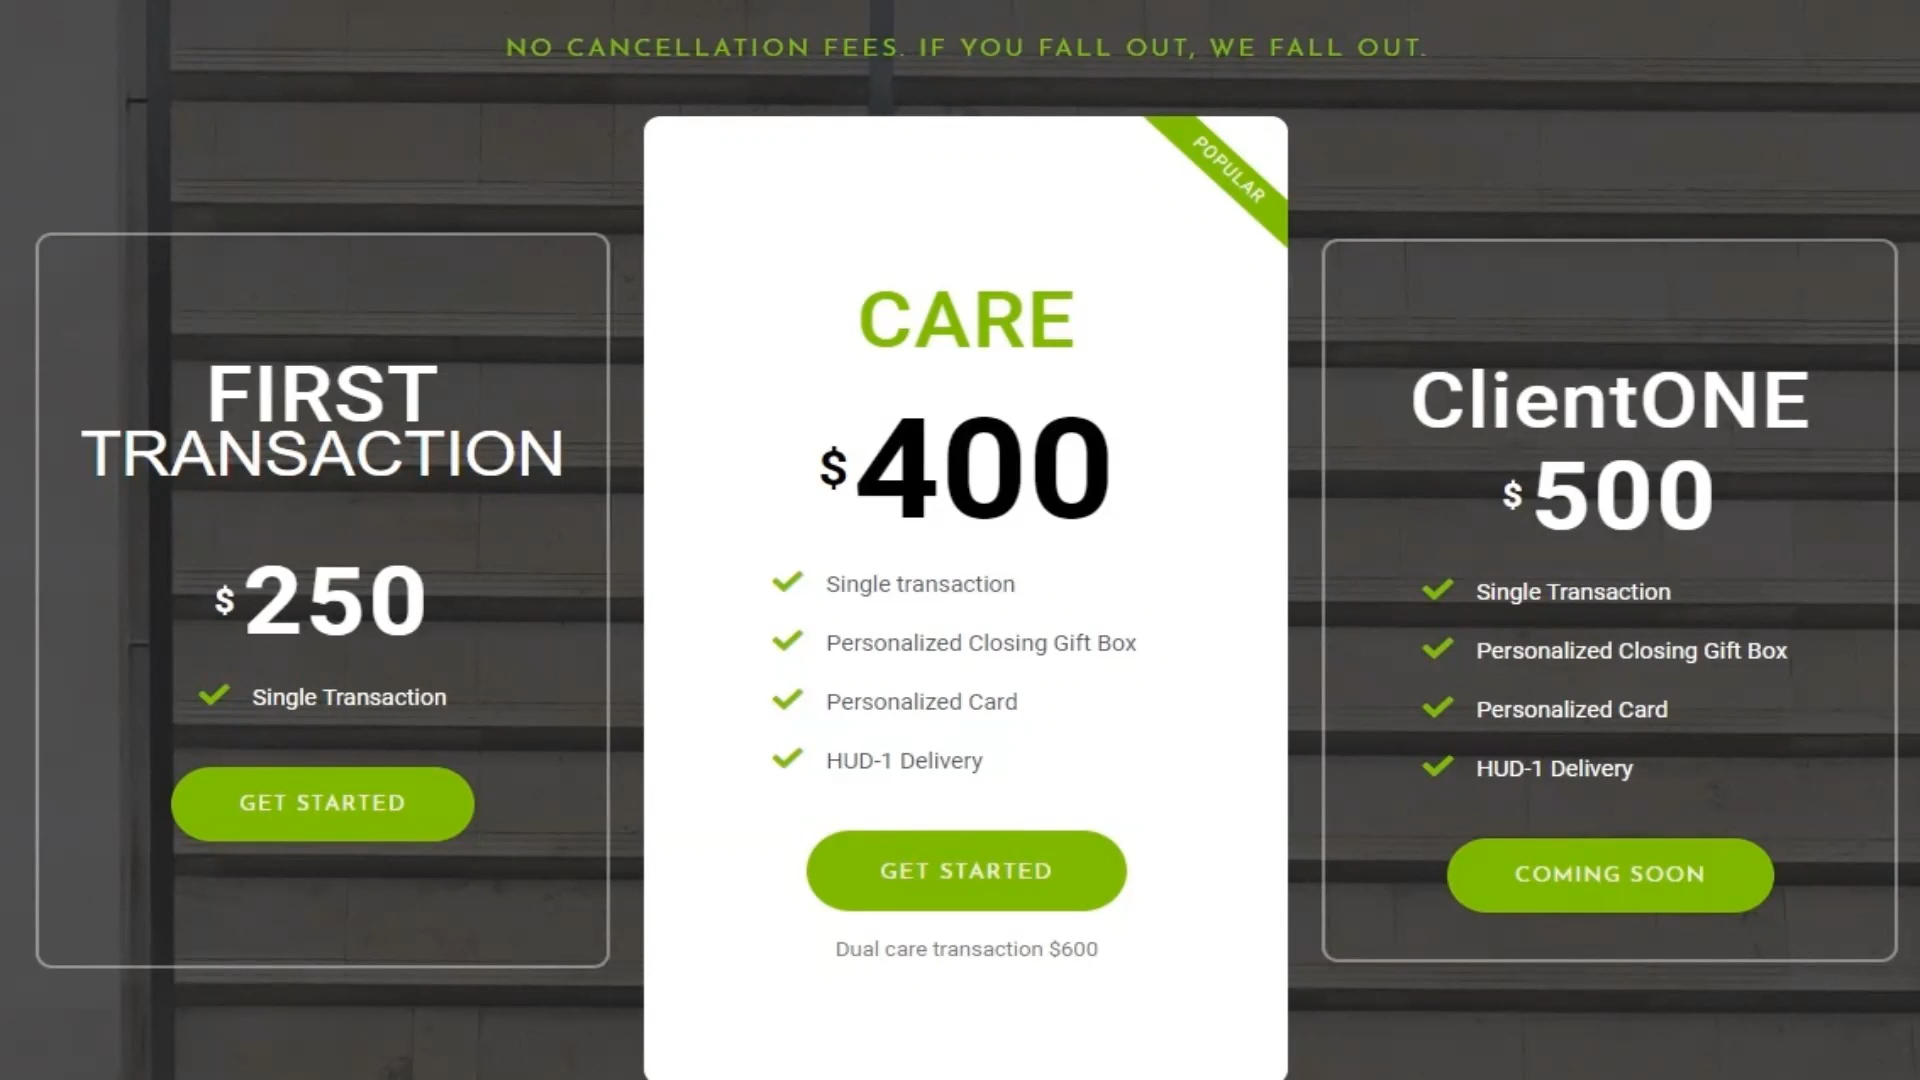 NO CANCELLATION FEES. IF YOU FALL OUT, WE FALL OUT.
FIRST
TRANSACTION
$250
Single Transaction
GET STARTED
POPULAR
CARE
$400
Single transaction
Personalized Closing Gift Box
Personalized Card
HUD-1 Delivery
GET STARTED
Dual care transaction $600
ClientONE
$500
Single Transaction
Personalized Closing Gift Box
Personalized Card
HUD-1 Delivery
COMING SOON